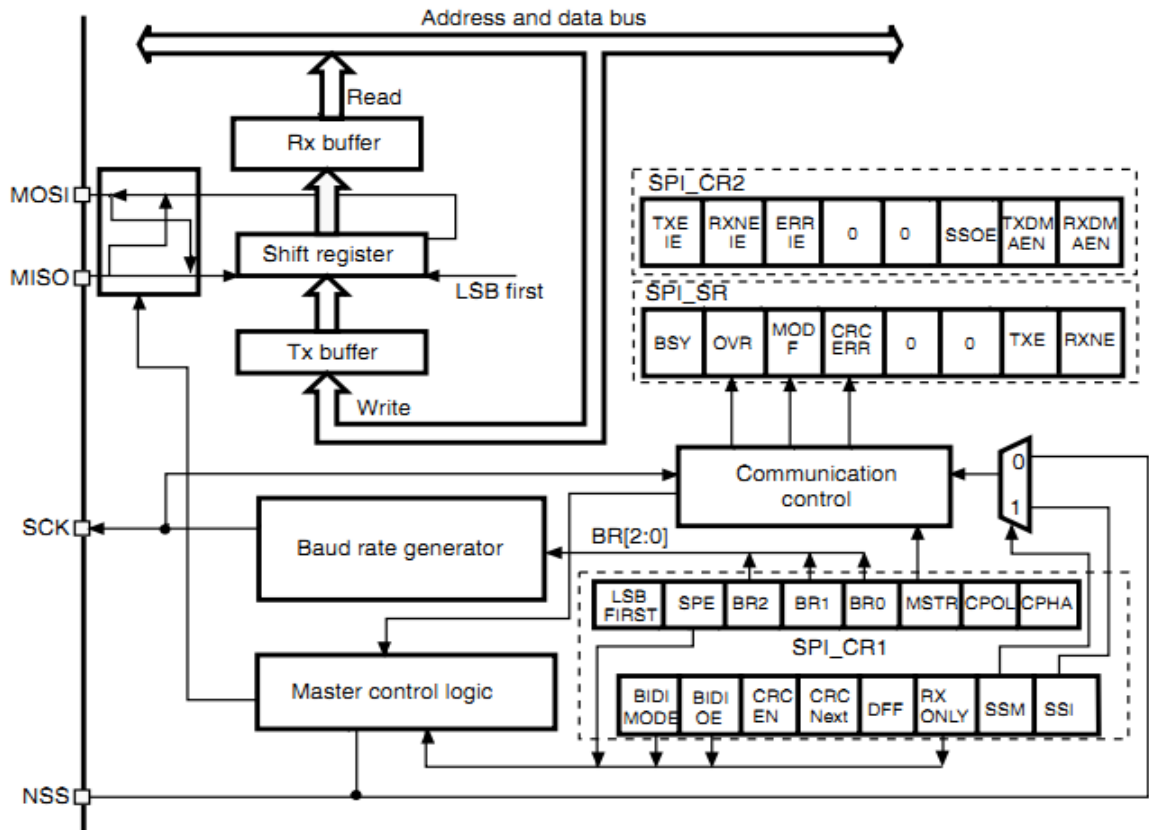 Address and data bus
Read
Rx buffer
MOSI
SPI_CR2
TXE
IE
RXNE
IE
ERR
IE
0
0
SSOE
TXDM
AEN
RXDM
AEN
Shift register
MISO
LSB first
SPI_SR
BSY
OVR
MOD
F
CRC
ERR
0
0
TXE
RXNE
Tx buffer
Write
Communication
control
0
1
SCK
Baud rate generator
BR[2:0]
LSB
FIRST
SPE
BR2
BR1
BR0
MSTR
CPOL
CPHA
SPI_CR1
Master control logic
BIDI
MODE
BIDI
OE
CRC
EN
CRC
Next
DFF
RX
ONLY
SSM
SSI
NSS